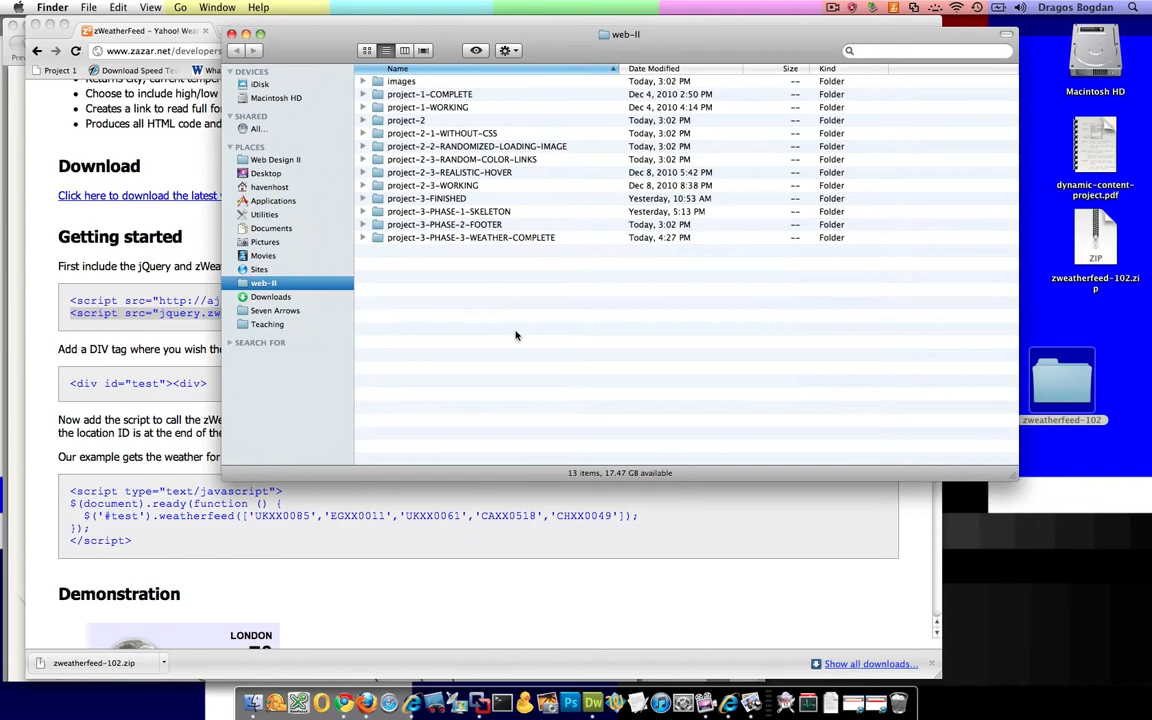 Finder File Edit View Go Window Help Dragos Bogdan
web-II
zWeatherFeed - Yahoo! Wea
www.zazar.net/developers
Project 1 Download Speed Tes Wha
Name Date Modified Size Kind
images Today, 3:02 PM -- Folder
project-1-COMPLETE Dec 4, 2010 2:50 PM -- Folder
project-1-WORKING Dec 4, 2010 4:14 PM -- Folder
project-2 Today, 3:02 PM -- Folder
project-2-1-WITHOUT-CSS Today, 3:02 PM -- Folder
project-2-2-RANDOMIZED-LOADING-IMAGE Today, 3:02 PM -- Folder
project-2-3-RANDOM-COLOR-LINKS Today, 3:02 PM -- Folder
project-2-3-REALISTIC-HOVER Dec 8, 2010 5:42 PM -- Folder
project-2-3-WORKING Dec 8, 2010 8:38 PM -- Folder
project-3-FINISHED Yesterday, 10:53 AM -- Folder
project-3-PHASE-1-SKELETON Yesterday, 5:13 PM -- Folder
project-3-PHASE-2-FOOTER Today, 3:02 PM -- Folder
project-3-PHASE-3-WEATHER-COMPLETE Today, 4:27 PM -- Folder
13 items, 17.47 GB available
DEVICES
iDisk
Macintosh HD
SHARED
All...
PLACES
Web Design II
Desktop
havenhost
Applications
Utilities
Documents
Pictures
Movies
Sites
web-II
Downloads
Seven Arrows
Teaching
SEARCH FOR
Choose to include high/low
Creates a link to read full for
Produces all HTML code and
Download
Click here to download the latest
Getting started
First include the jQuery and zWea
<script src="http://aj
<script src="jquery.zw
Add a DIV tag where you wish the
<div id="test"><div>
Now add the script to call the zWe
the location ID is at the end of the
Our example gets the weather for
<script type="text/javascript">
$(document).ready(function () {
$('#test').weatherfeed(['UKXX0085','EGXX0011','UKXX0061','CAXX0518','CHXX0049']);
});
</script>
Demonstration
LONDON
zweatherfeed-102.zip
Show all downloads...
Macintosh HD
dynamic-content-
project.pdf
ZIP
zweatherfeed-102.zi
p
zweatherfeed-102
Ps
Dw